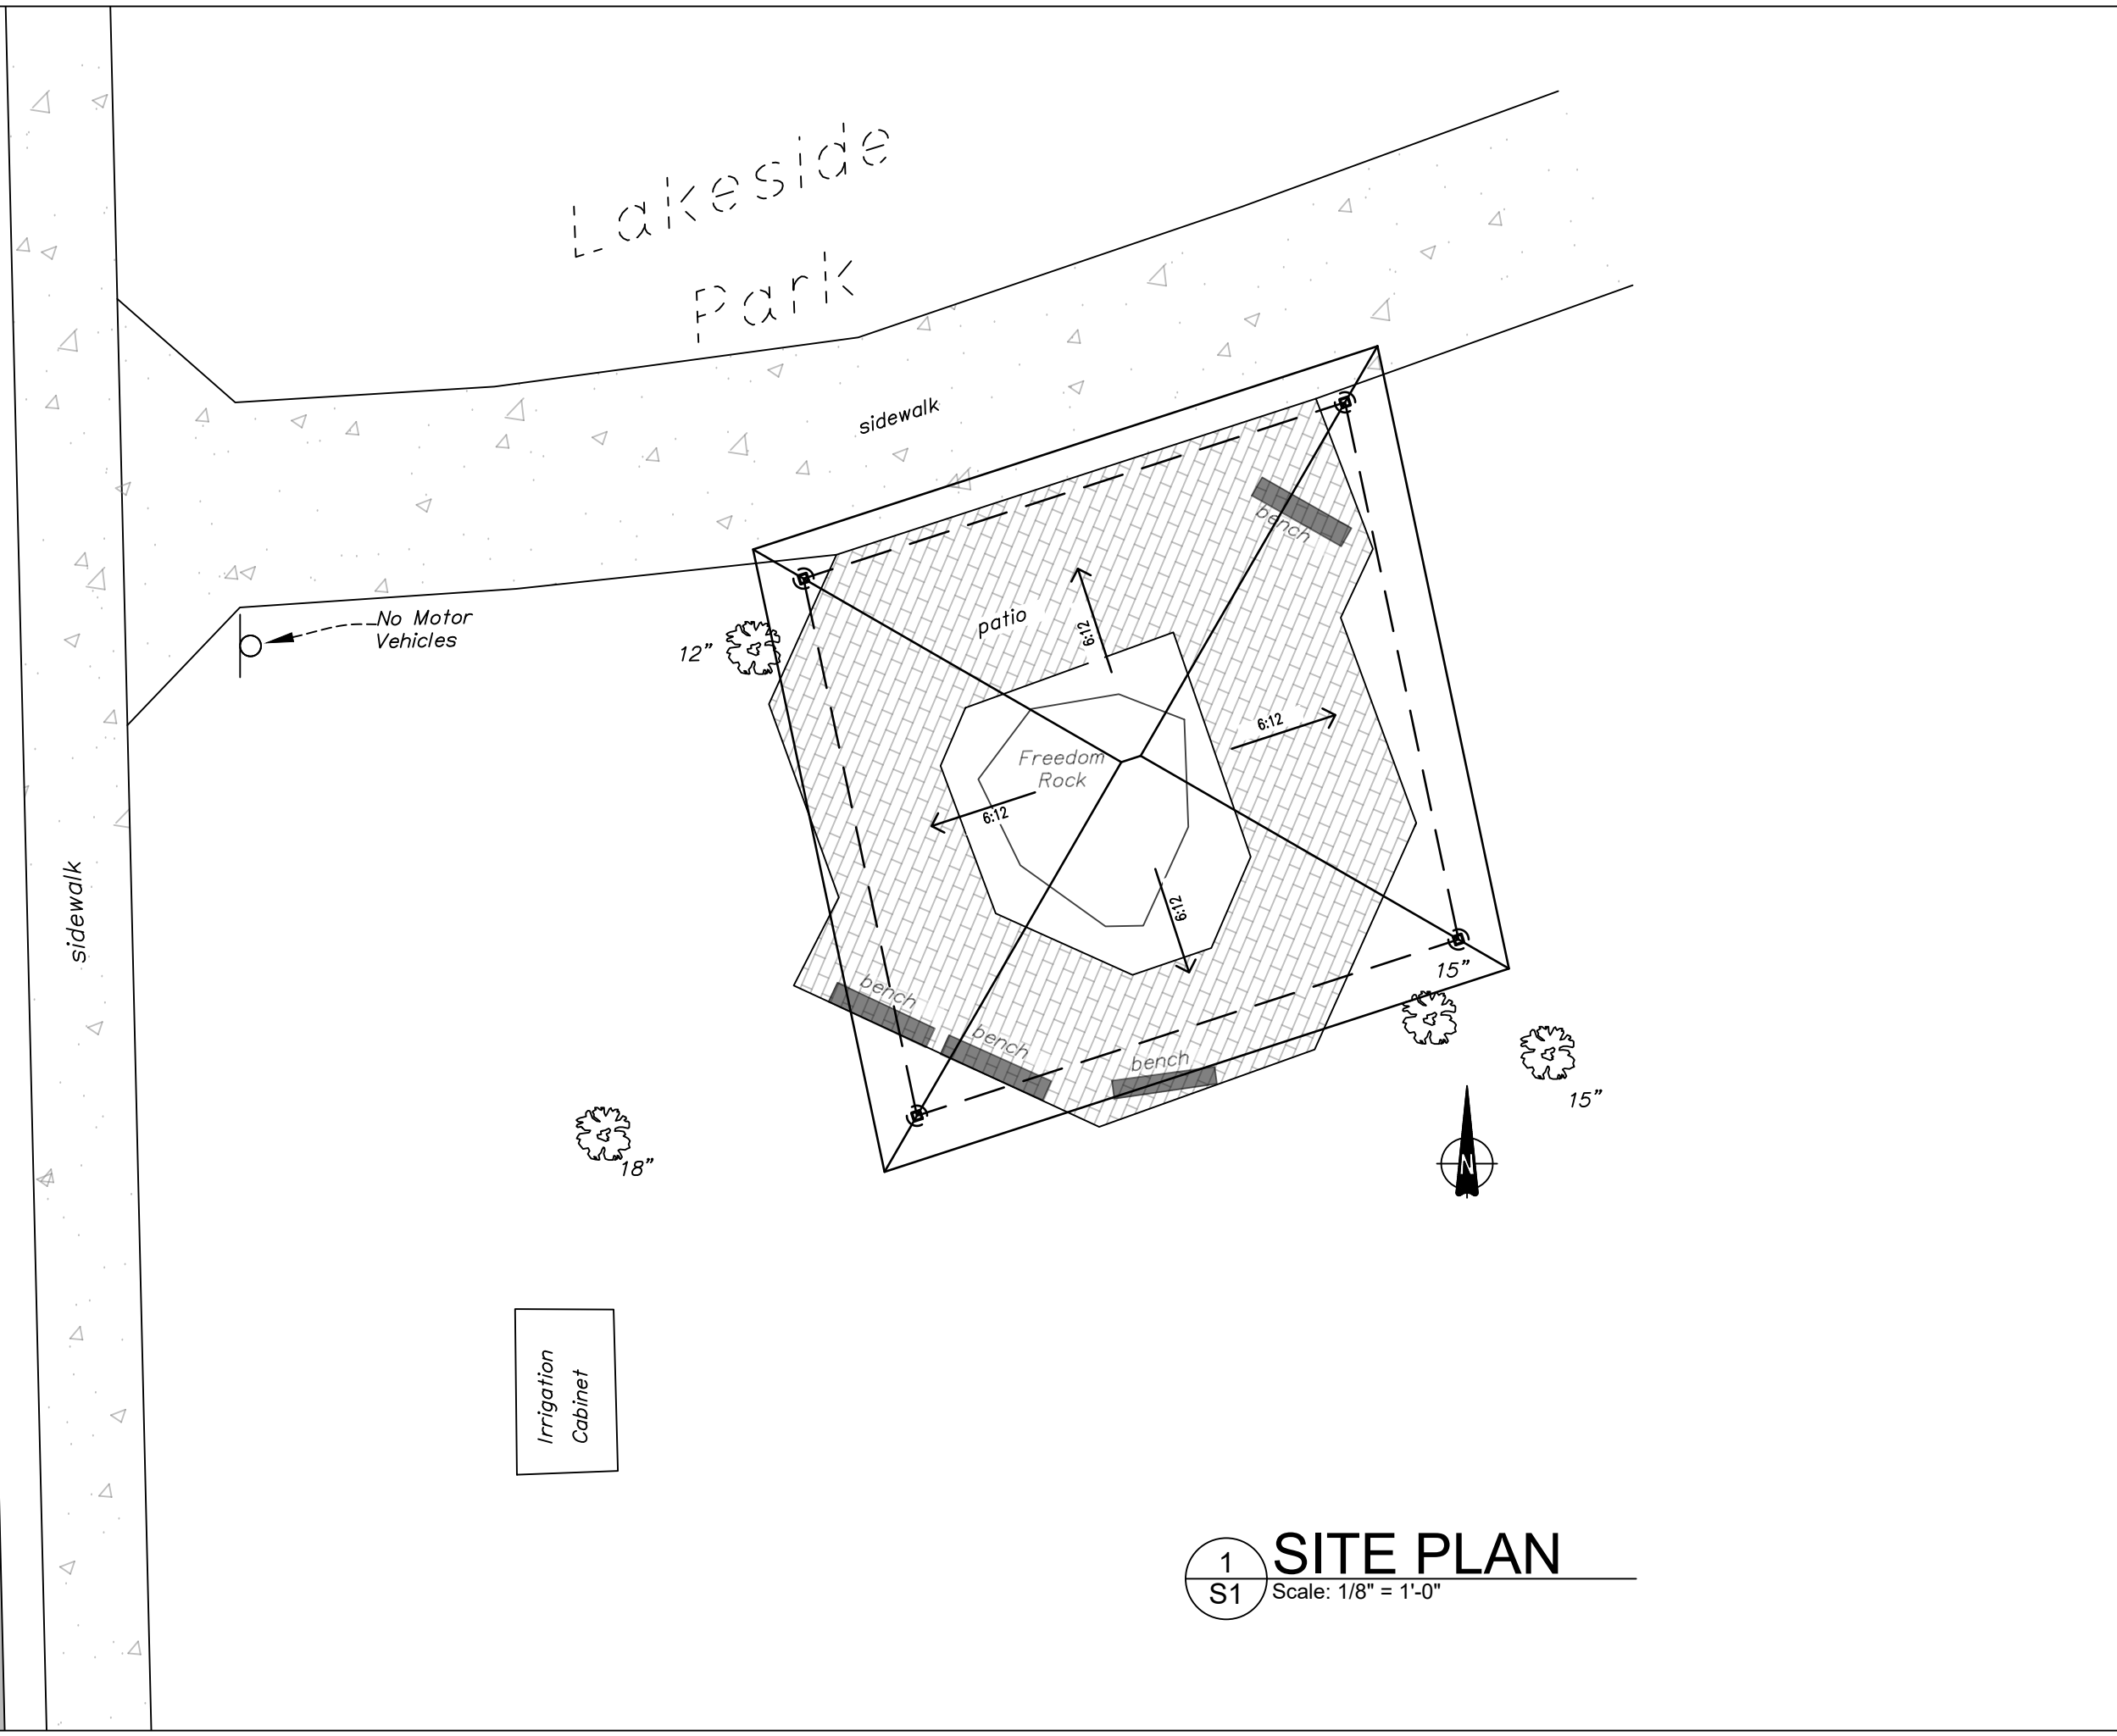 Lakeside
Park
sidewalk
bench
No Motor
Vehicles
12"
patio
6:12
6:12
Freedom
Rock
6:12
6:12
sidewalk
15"
bench
bench
bench
15"
18"
N
Irrigation
Cabinet
1
S1
SITE PLAN
Scale: 1/8" = 1'-0"